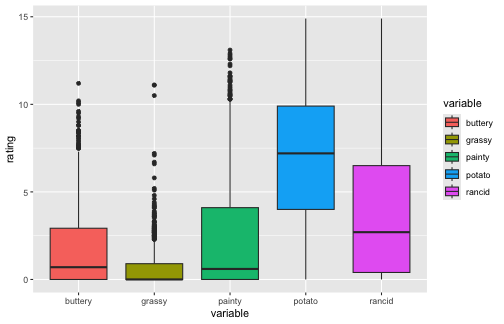 15
10
5
0
rating
buttery
grassy
painty
potato
rancid
variable
variable
buttery
grassy
painty
potato
rancid